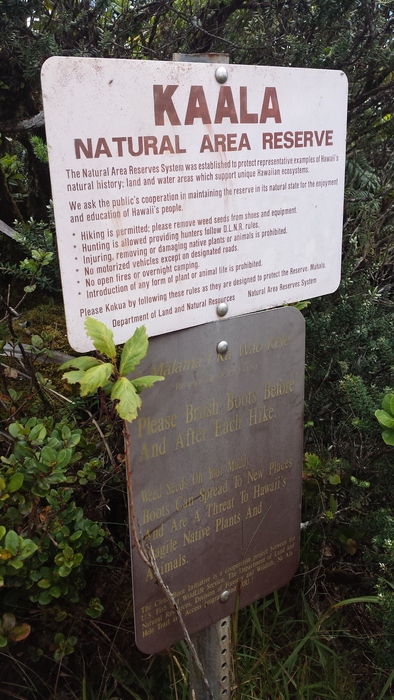 KAALA
NATURAL AREA RESERVE
The Natural Area Reserves System was established to protect representative examples of Hawaii's
natural history; land and water areas which support unique Hawaiian ecosystems.
We ask the public's cooperation in maintaining the reserve in its natural state for the enjoyment
and education of Hawaii's people.
* Hiking is permitted; please remove weed seeds from shoes and equipment.
* Hunting is allowed providing hunters follow D.L.N.R. rules.
* Injuring, removing or damaging native plants or animals is prohibited.
* No motorized vehicles except on designated roads.
* No open fires or overnight camping.
* Introduction of any form of plant or animal life is prohibited.
Please Kokua by following these rules as they are designed to protect the Reserve. Mahalo.
Department of Land and Natural Resources Natural Area Reserves System
Please Brush Boots Before
And After Each Hike.
Weed Seeds On Your Muddy
Boots Can Spread To New Places
And Are A Threat To Hawaii's
Fragile Native Plants And
Animals.